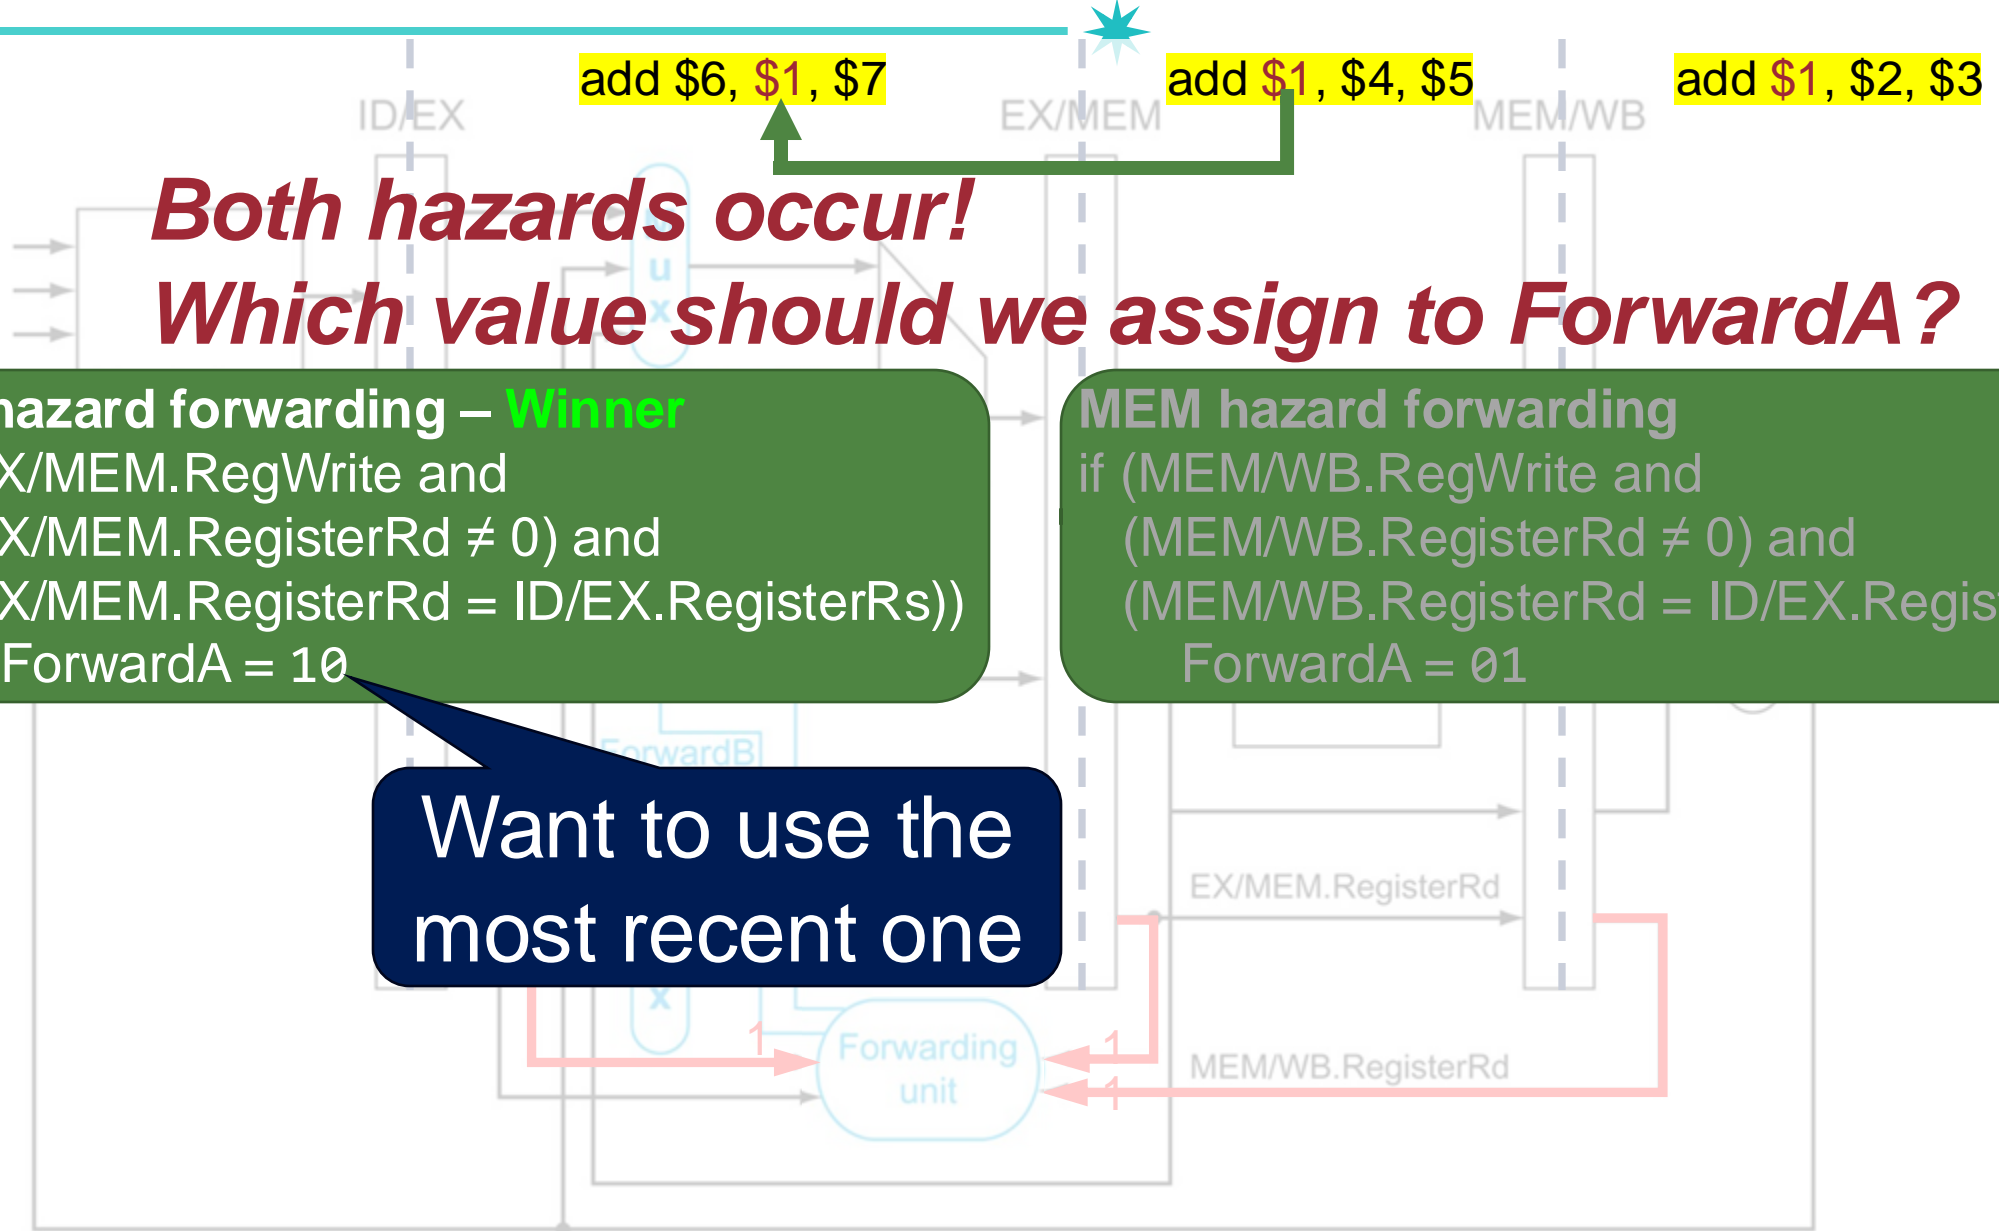 add $6, $1, $7
add $1, $4, $5
add $1, $2, $3
ID/EX
EX/MEM
MEM/WB
Both hazards occur!
Which value should we assign to ForwardA?
u
x
hazard forwarding – Winner
X/MEM.RegWrite and
X/MEM.RegisterRd ≠ 0) and
X/MEM.RegisterRd = ID/EX.RegisterRs))
ForwardA = 10
MEM hazard forwarding
if (MEM/WB.RegWrite and
(MEM/WB.RegisterRd ≠ 0) and
(MEM/WB.RegisterRd = ID/EX.Regist
ForwardA = 01
ForwardB
Want to use the
most recent one
EX/MEM.RegisterRd
x
1
Forwarding
unit
1
1
MEM/WB.RegisterRd